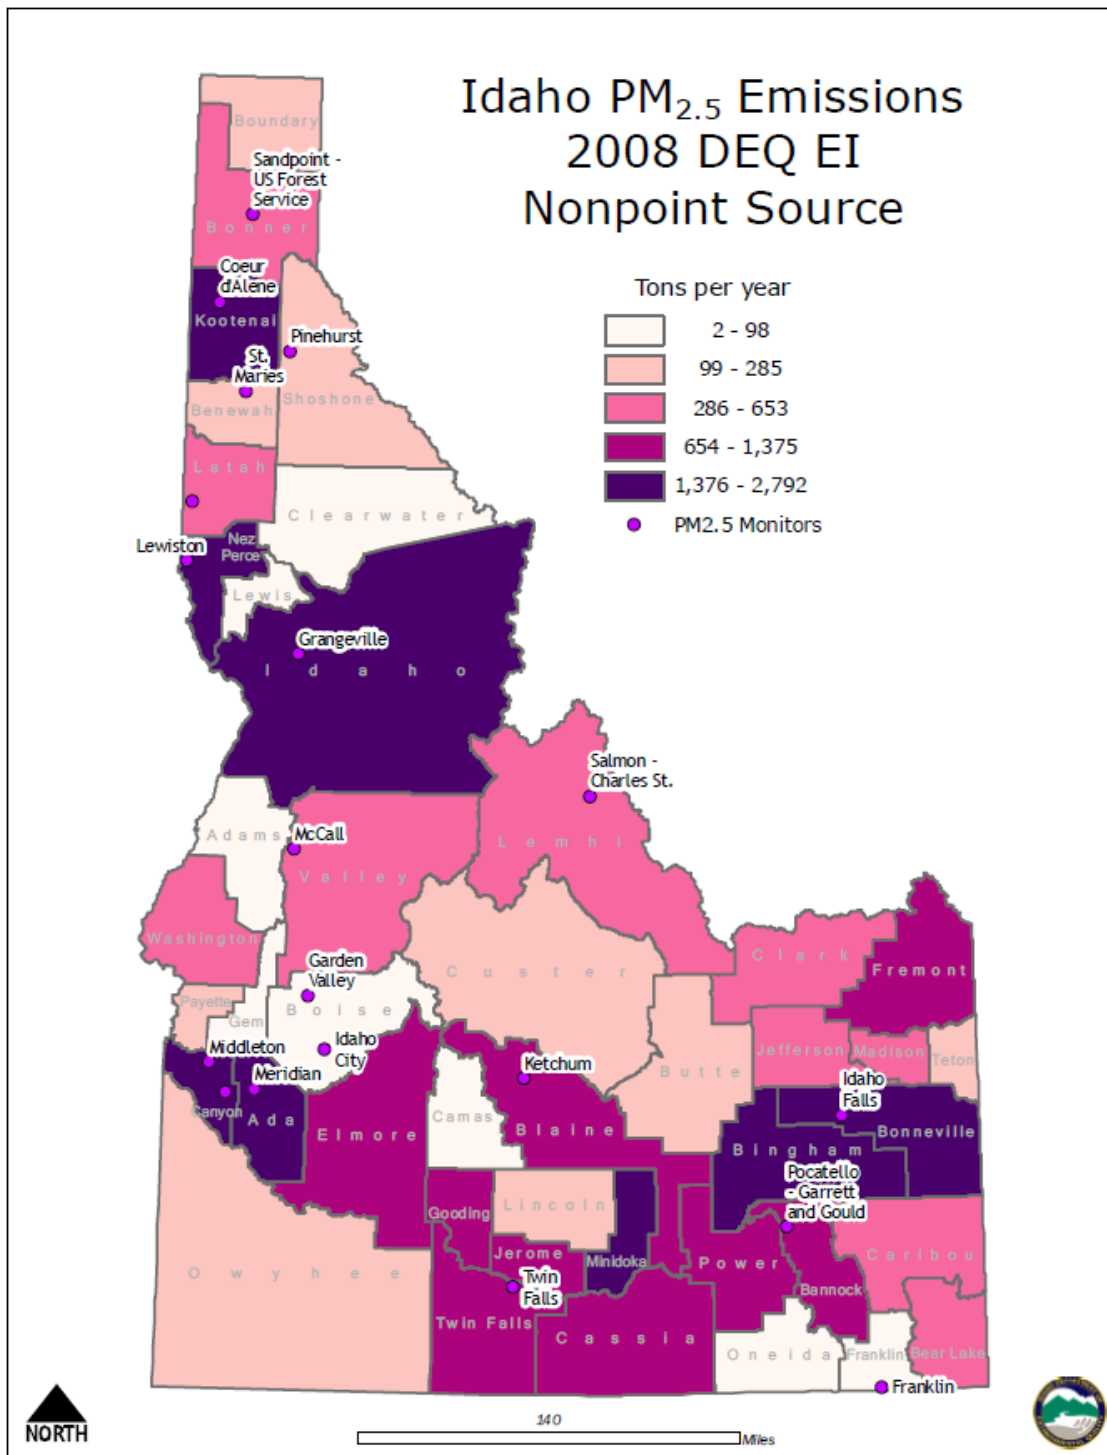 Idaho PM2.5 Emissions
2008 DEQ EI
Nonpoint Source
Tons per year
2 - 98
99 - 285
286 - 653
654 - 1,375
1,376 - 2,792
PM2.5 Monitors
Boundary
Sandpoint -
US Forest
Service
Bonner
Coeur
d'Alene
Kootenai
Pinehurst
St.
Maries
Benewah
Shoshone
Latah
Clearwater
Lewiston
Nez
Perce
Lewis
Grangeville
Idaho
Salmon -
Charles St.
Adams
McCall
Lemhi
Valley
Washington
Custer
Clark
Fremont
Garden
Valley
Payette
Boise
Gem
Middleton
Idaho
City
Meridian
Canyon
Ada
Elmore
Camas
Ketchum
Blaine
Butte
Jefferson
Madison
Teton
Idaho
Falls
Bonneville
Bingham
Pocatello
- Garrett
and Gould
Gooding
Lincoln
Jerome
Minidoka
Power
Caribou
Bannock
Owyhee
Twin
Falls
Twin Falls
Cassia
Oneida
Franklin
Bear Lake
Franklin
NORTH
140
Miles